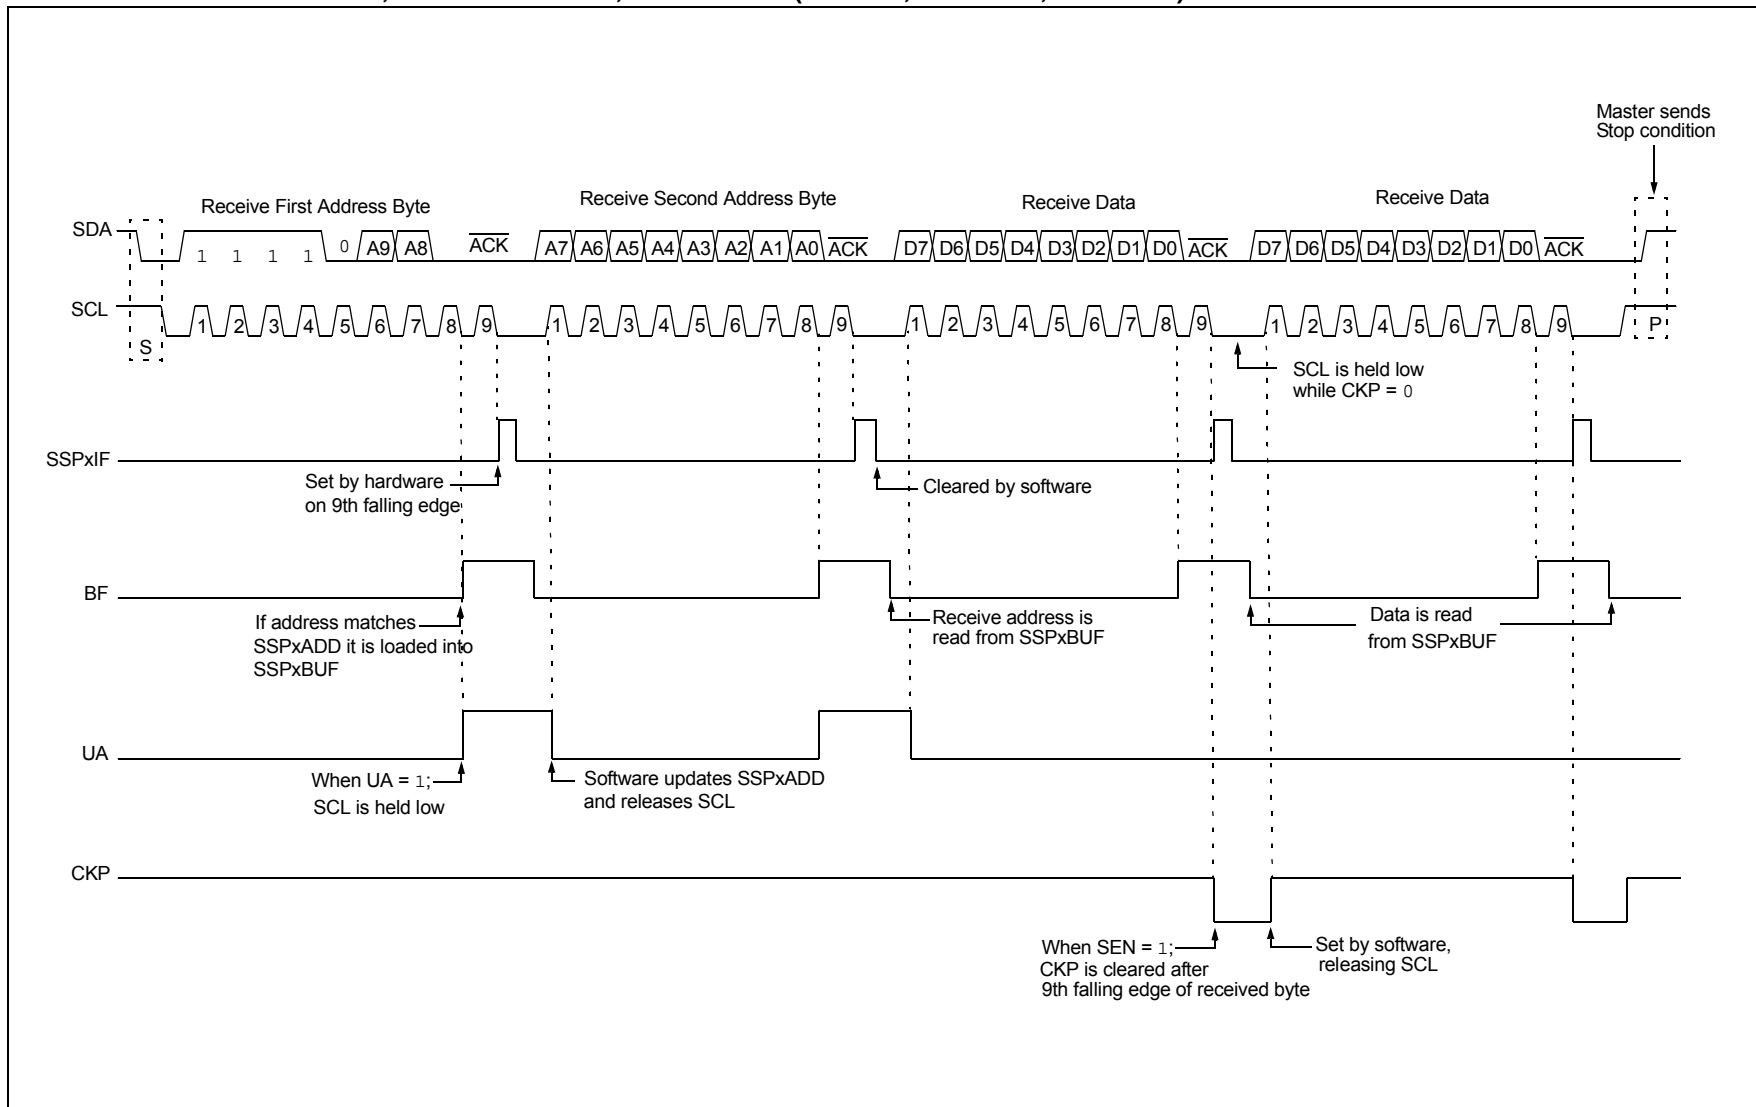 Master sends
Stop condition
Receive First Address Byte
Receive Second Address Byte
Receive Data
Receive Data
SDA
1 1 1 1 0 A9 A8 ACK A7 A6 A5 A4 A3 A2 A1 A0 ACK D7 D6 D5 D4 D3 D2 D1 D0 ACK D7 D6 D5 D4 D3 D2 D1 D0 ACK
SCL
S 1 2 3 4 5 6 7 8 9 1 2 3 4 5 6 7 8 9 1 2 3 4 5 6 7 8 9 1 2 3 4 5 6 7 8 9 P
SCL is held low
while CKP = 0
SSPxIF
Set by hardware
on 9th falling edge
Cleared by software
BF
If address matches
SSPxADD it is loaded into
SSPxBUF
Receive address is
read from SSPxBUF
Data is read
from SSPxBUF
UA
When UA = 1;
SCL is held low
Software updates SSPxADD
and releases SCL
CKP
When SEN = 1;
CKP is cleared after
9th falling edge of received byte
Set by software,
releasing SCL